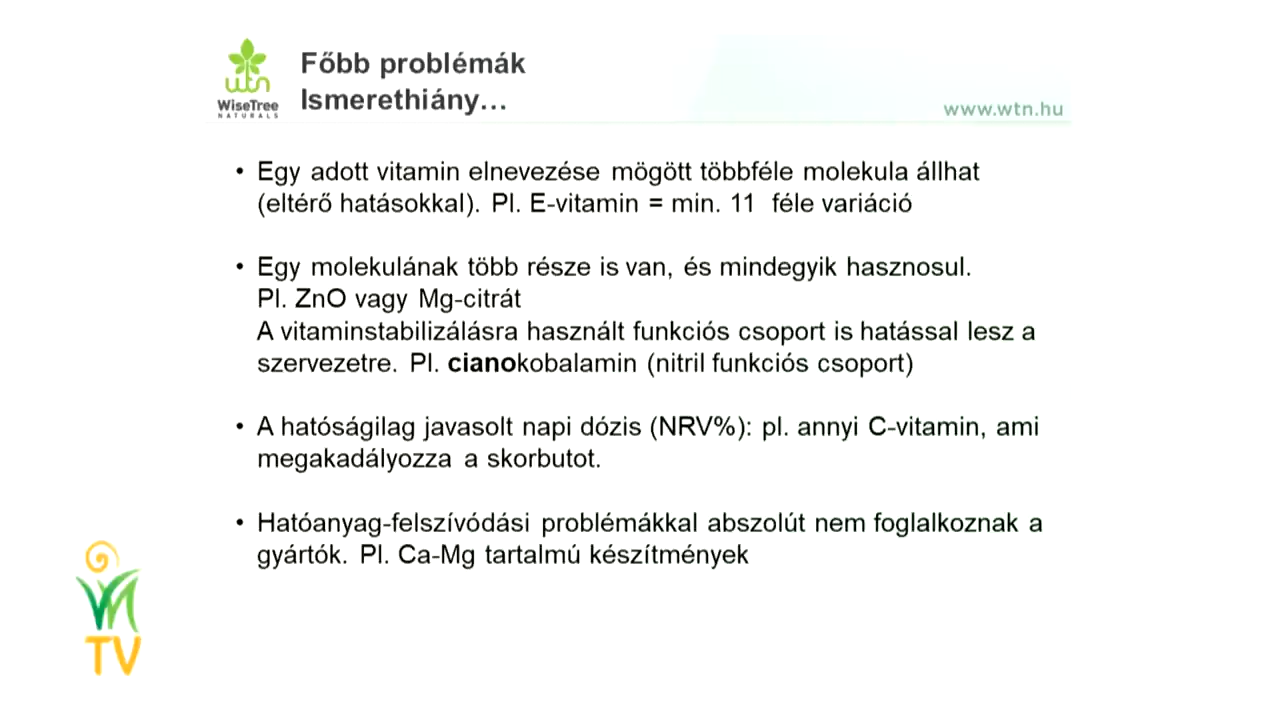 Főbb problémák
Ismerethiány...
wtn
WiseTree
NATURALS
www.wtn.hu
• Egy adott vitamin elnevezése mögött többféle molekula állhat
(eltérő hatásokkal). Pl. E-vitamin = min. 11 féle variáció
• Egy molekulának több része is van, és mindegyik hasznosul.
Pl. ZnO vagy Mg-citrát
A vitaminstabilizálásra használt funkciós csoport is hatással lesz a
szervezetre. Pl. cianokobalamin (nitril funkciós csoport)
• A hatóságilag javasolt napi dózis (NRV%): pl. annyi C-vitamin, ami
megakadályozza a skorbutot.
• Hatóanyag-felszívódási problémákkal abszolút nem foglalkoznak a
gyártók. Pl. Ca-Mg tartalmú készítmények
TV